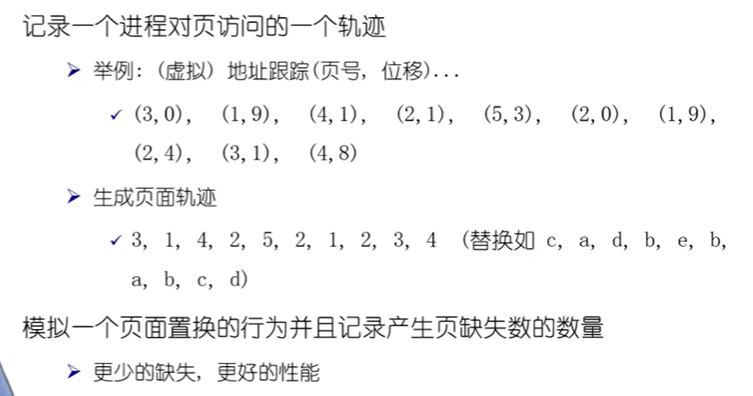 记录一个进程对页访问的一个轨迹
➢ 举例: (虚拟) 地址跟踪(页号, 位移)...
✓ (3,0), (1,9), (4,1), (2,1), (5,3), (2,0), (1,9),
(2,4), (3,1), (4,8)
➢ 生成页面轨迹
✓ 3, 1, 4, 2, 5, 2, 1, 2, 3, 4 (替换如 c, a, d, b, e, b,
a, b, c, d)
模拟一个页面置换的行为并且记录产生页缺失数的数量
➢ 更少的缺失, 更好的性能